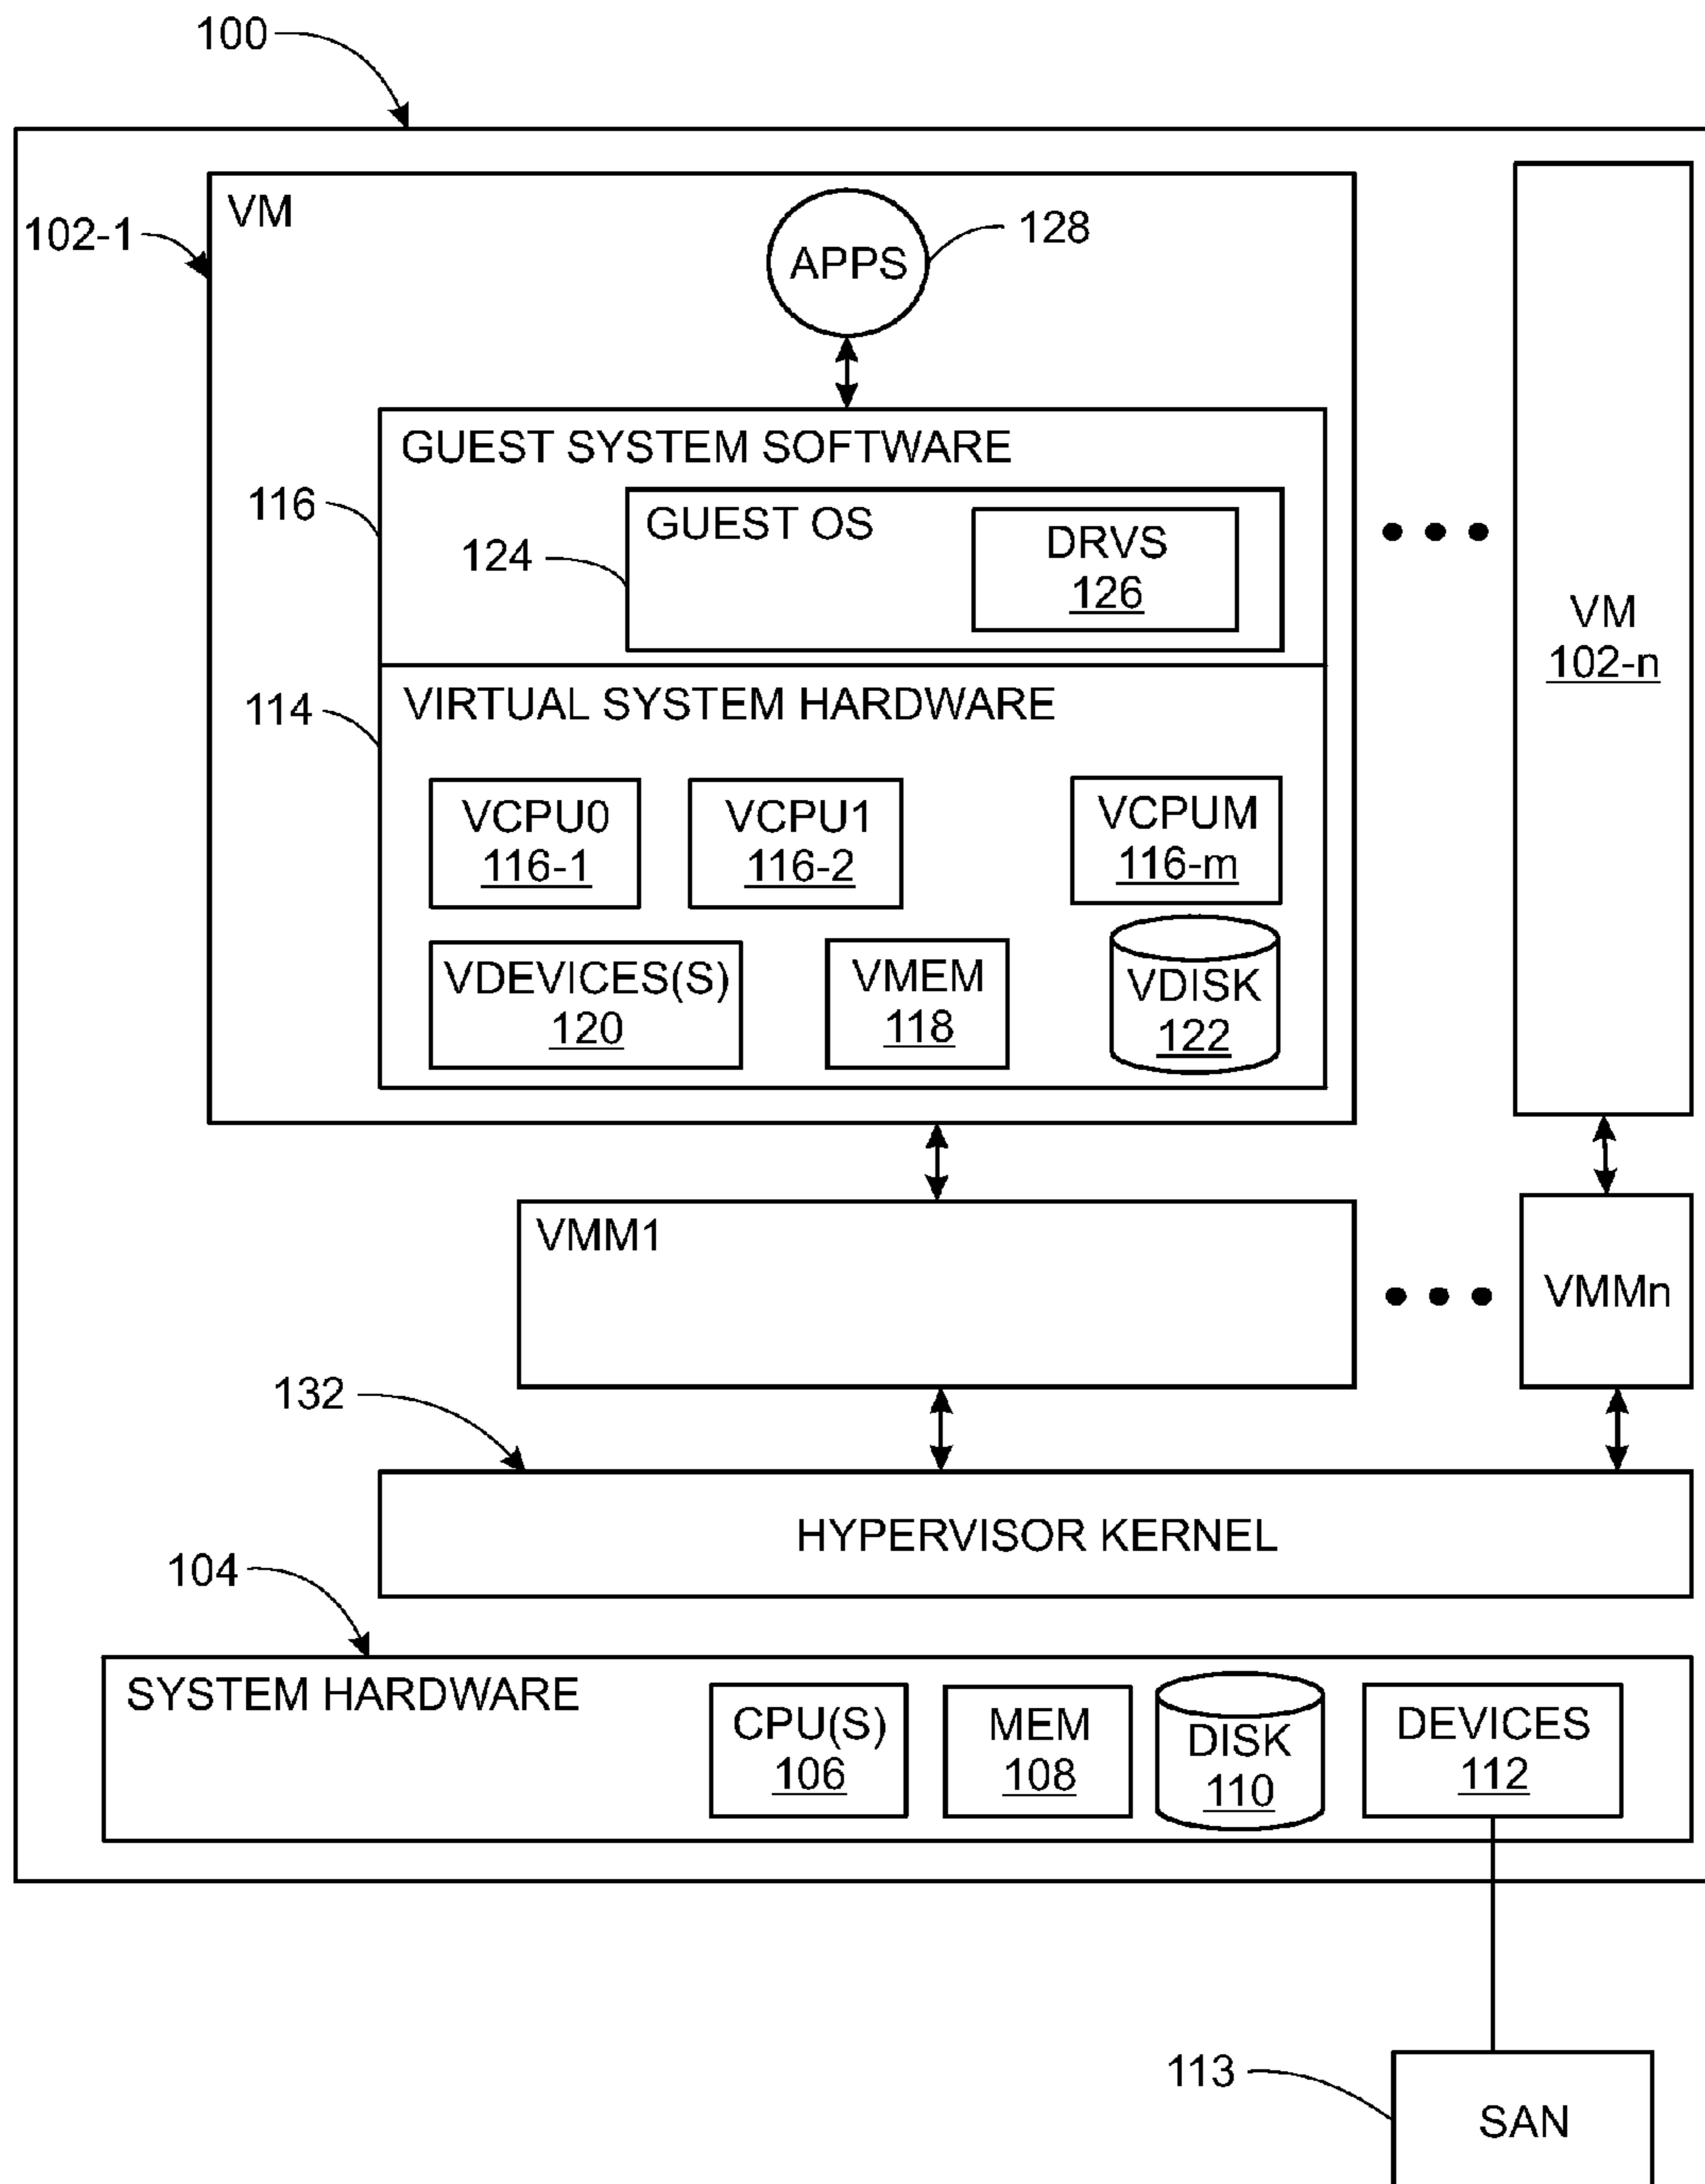 100
VM
102-1
APPS
128
GUEST SYSTEM SOFTWARE
116
GUEST OS
124
DRVS
126
VM
102-n
VIRTUAL SYSTEM HARDWARE
114
VCPU0
116-1
VCPU1
116-2
VCPUM
116-m
VDEVICES(S)
120
VMEM
118
VDISK
122
VMM1
VMMn
132
HYPERVISOR KERNEL
104
SYSTEM HARDWARE
CPU(S)
106
MEM
108
DISK
110
DEVICES
112
113
SAN